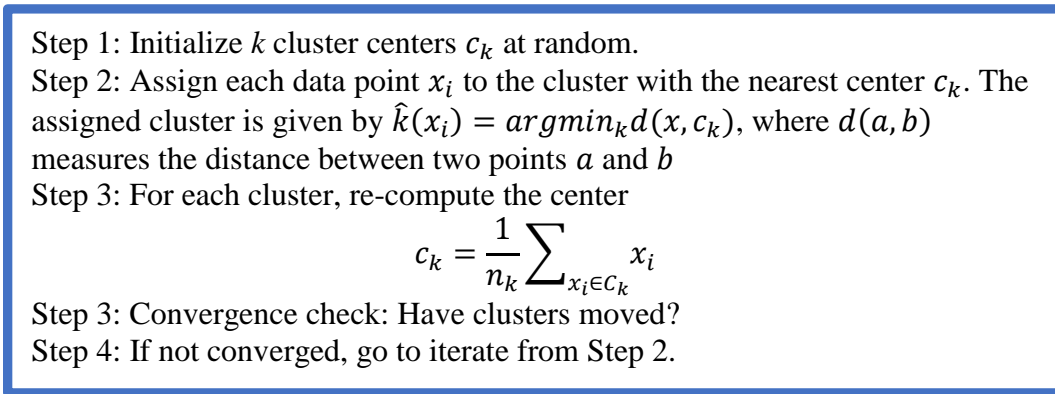 Step 1: Initialize k cluster centers c_k at random.
Step 2: Assign each data point x_i to the cluster with the nearest center c_k. The
assigned cluster is given by k̂(x_i) = argmin_k d(x, c_k), where d(a, b)
measures the distance between two points a and b
Step 3: For each cluster, re-compute the center
c_k = 1/n_k ∑_{x_i∈C_k} x_i
Step 3: Convergence check: Have clusters moved?
Step 4: If not converged, go to iterate from Step 2.